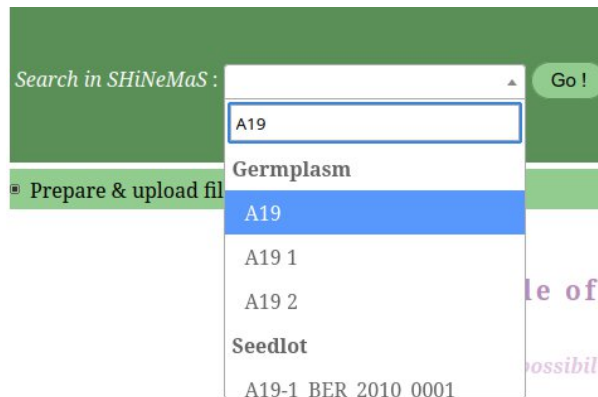 Search in SHiNeMaS :
Go !
A19
Germplasm
Prepare & upload fil
A19
A19 1
A19 2
le of
Seedlot
possibil
A19-1_BER_2010_0001